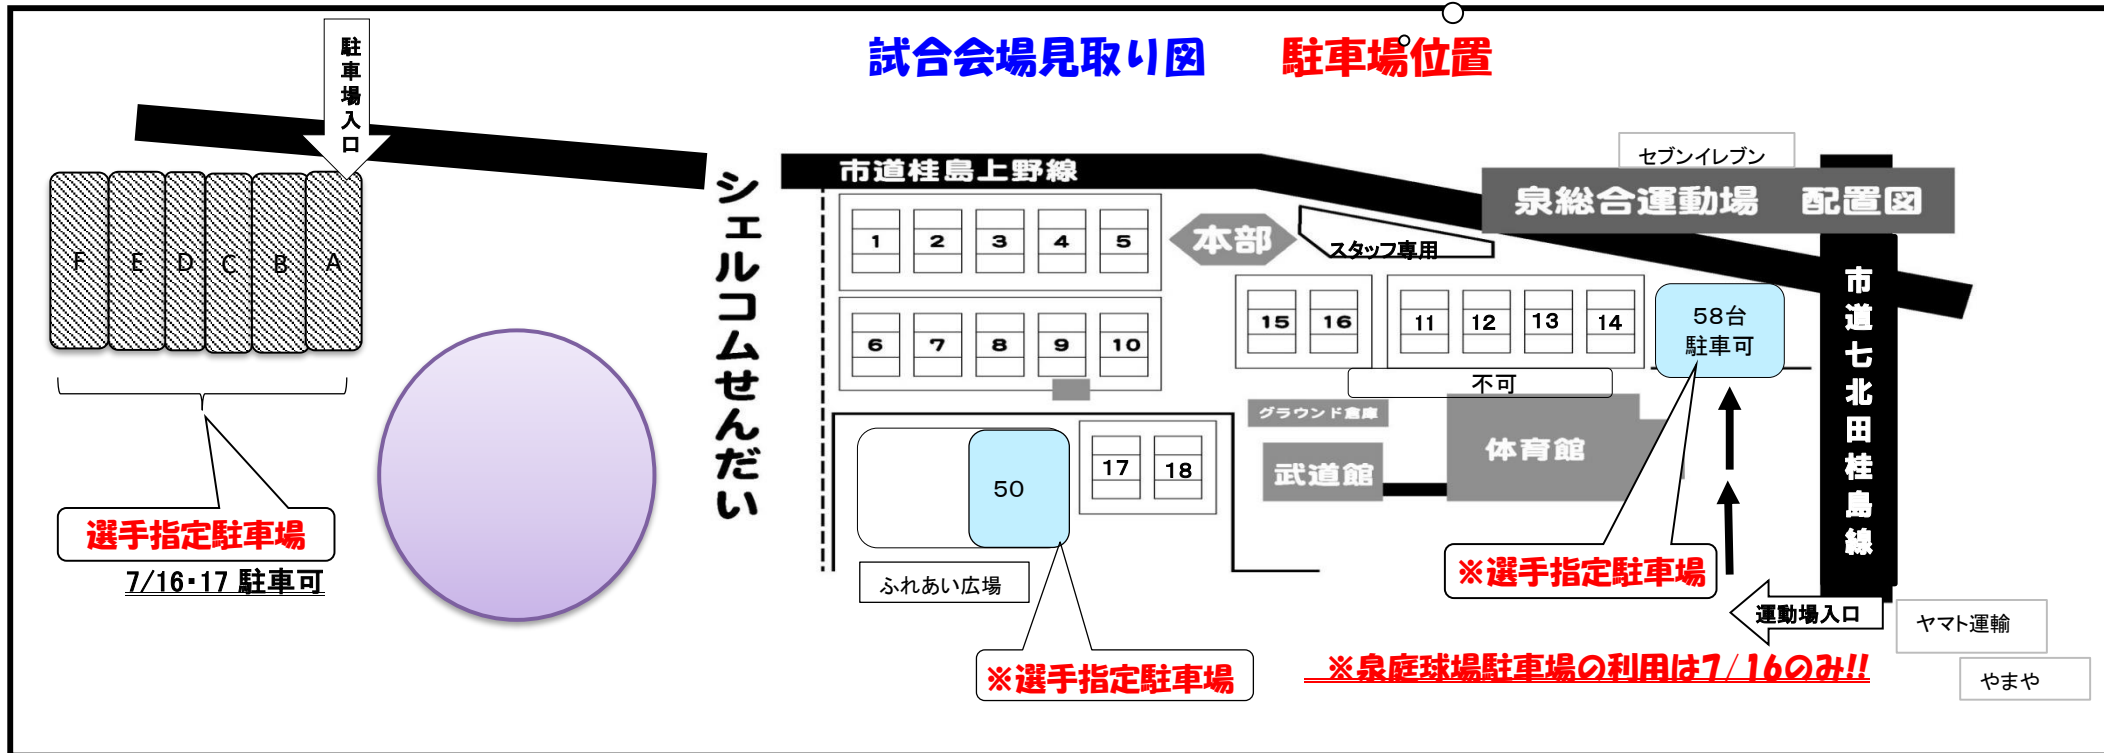 試合会場見取り図　駐車場位置
駐車場入口
市道桂島上野線
セブンイレブン
泉総合運動場　配置図
シェルコムせんだい
F E D C B A
1 2 3 4 5
本部
スタッフ専用
6 7 8 9 10
15 16 11 12 13 14
58台
駐車可
市道七北田桂島線
不可
グラウンド倉庫
体育館
武道館
50
17 18
選手指定駐車場
7/16・17 駐車可
ふれあい広場
※選手指定駐車場
※選手指定駐車場
運動場入口
ヤマト運輸
※泉庭球場駐車場の利用は7/16のみ!!
やまや